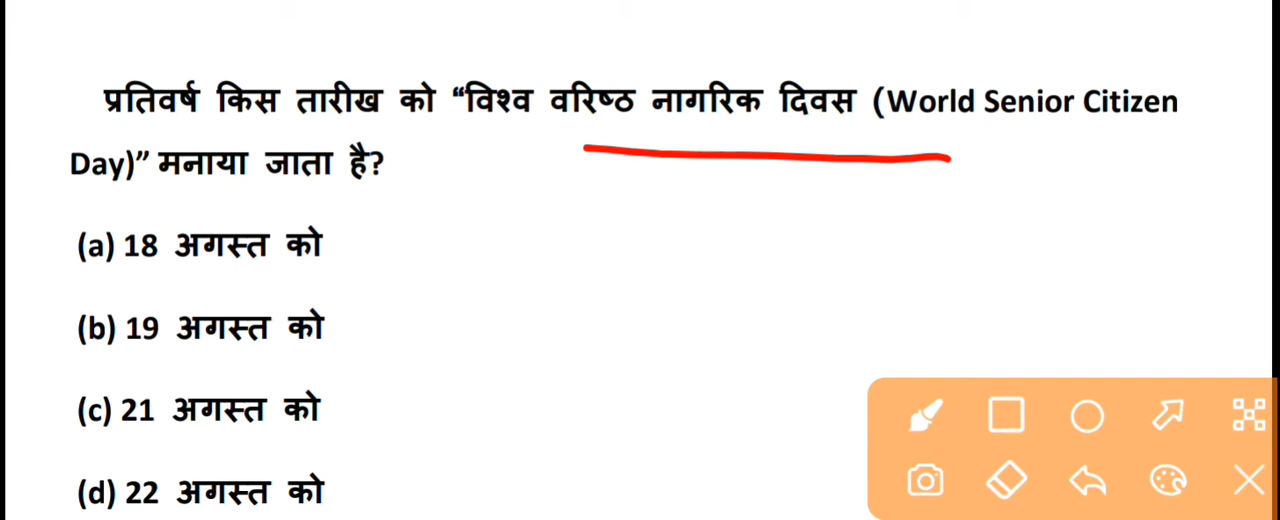 प्रतिवर्ष किस तारीख को “विश्व वरिष्ठ नागरिक दिवस (World Senior Citizen
Day)” मनाया जाता है?
(a) 18 अगस्त को
(b) 19 अगस्त को
(c) 21 अगस्त को
(d) 22 अगस्त को